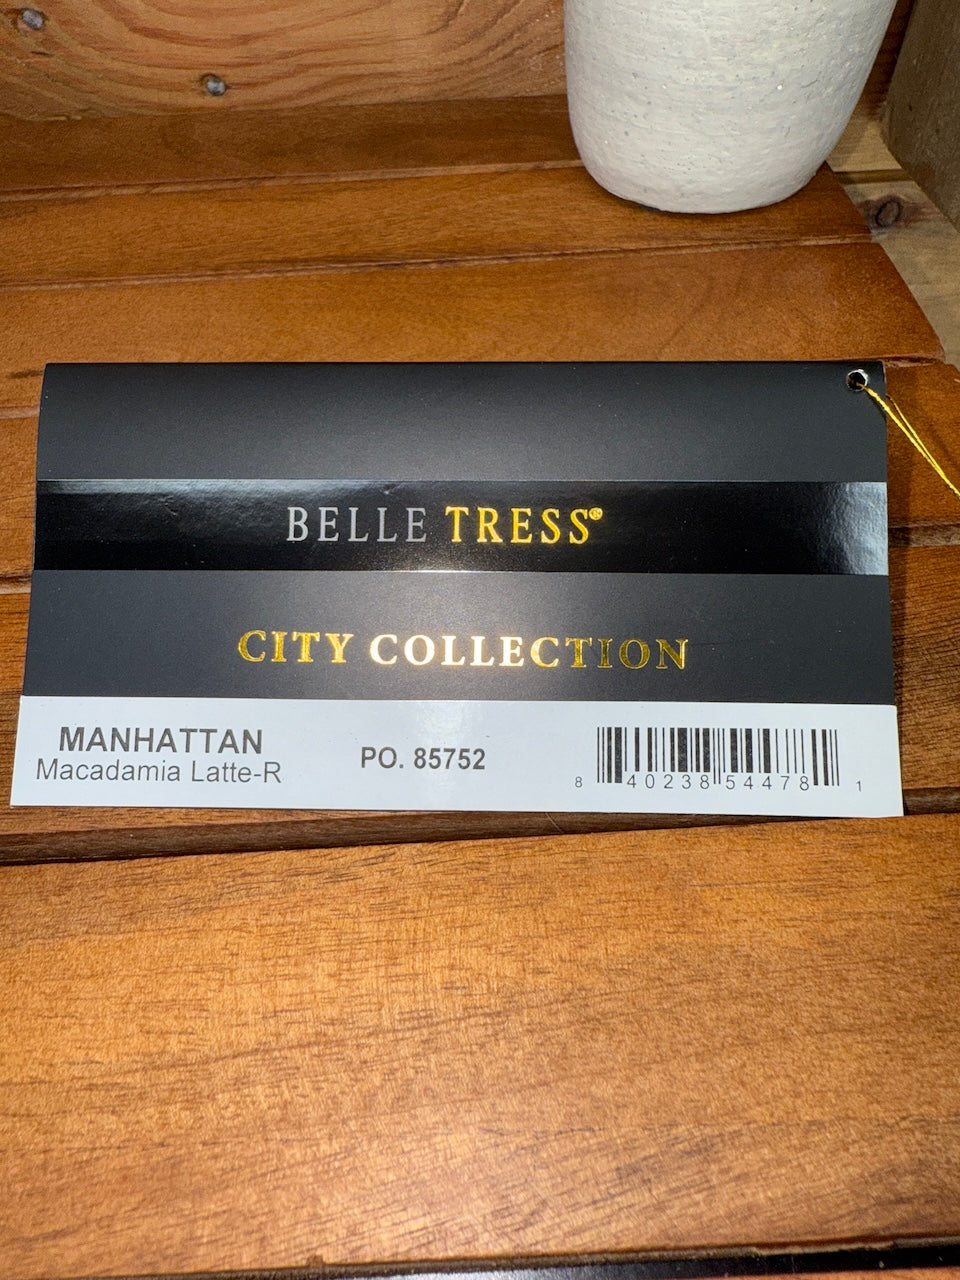 BELLE TRESS®
CITY COLLECTION
MANHATTAN
Macadamia Latte-R
PO. 85752
8 40238 54478 1